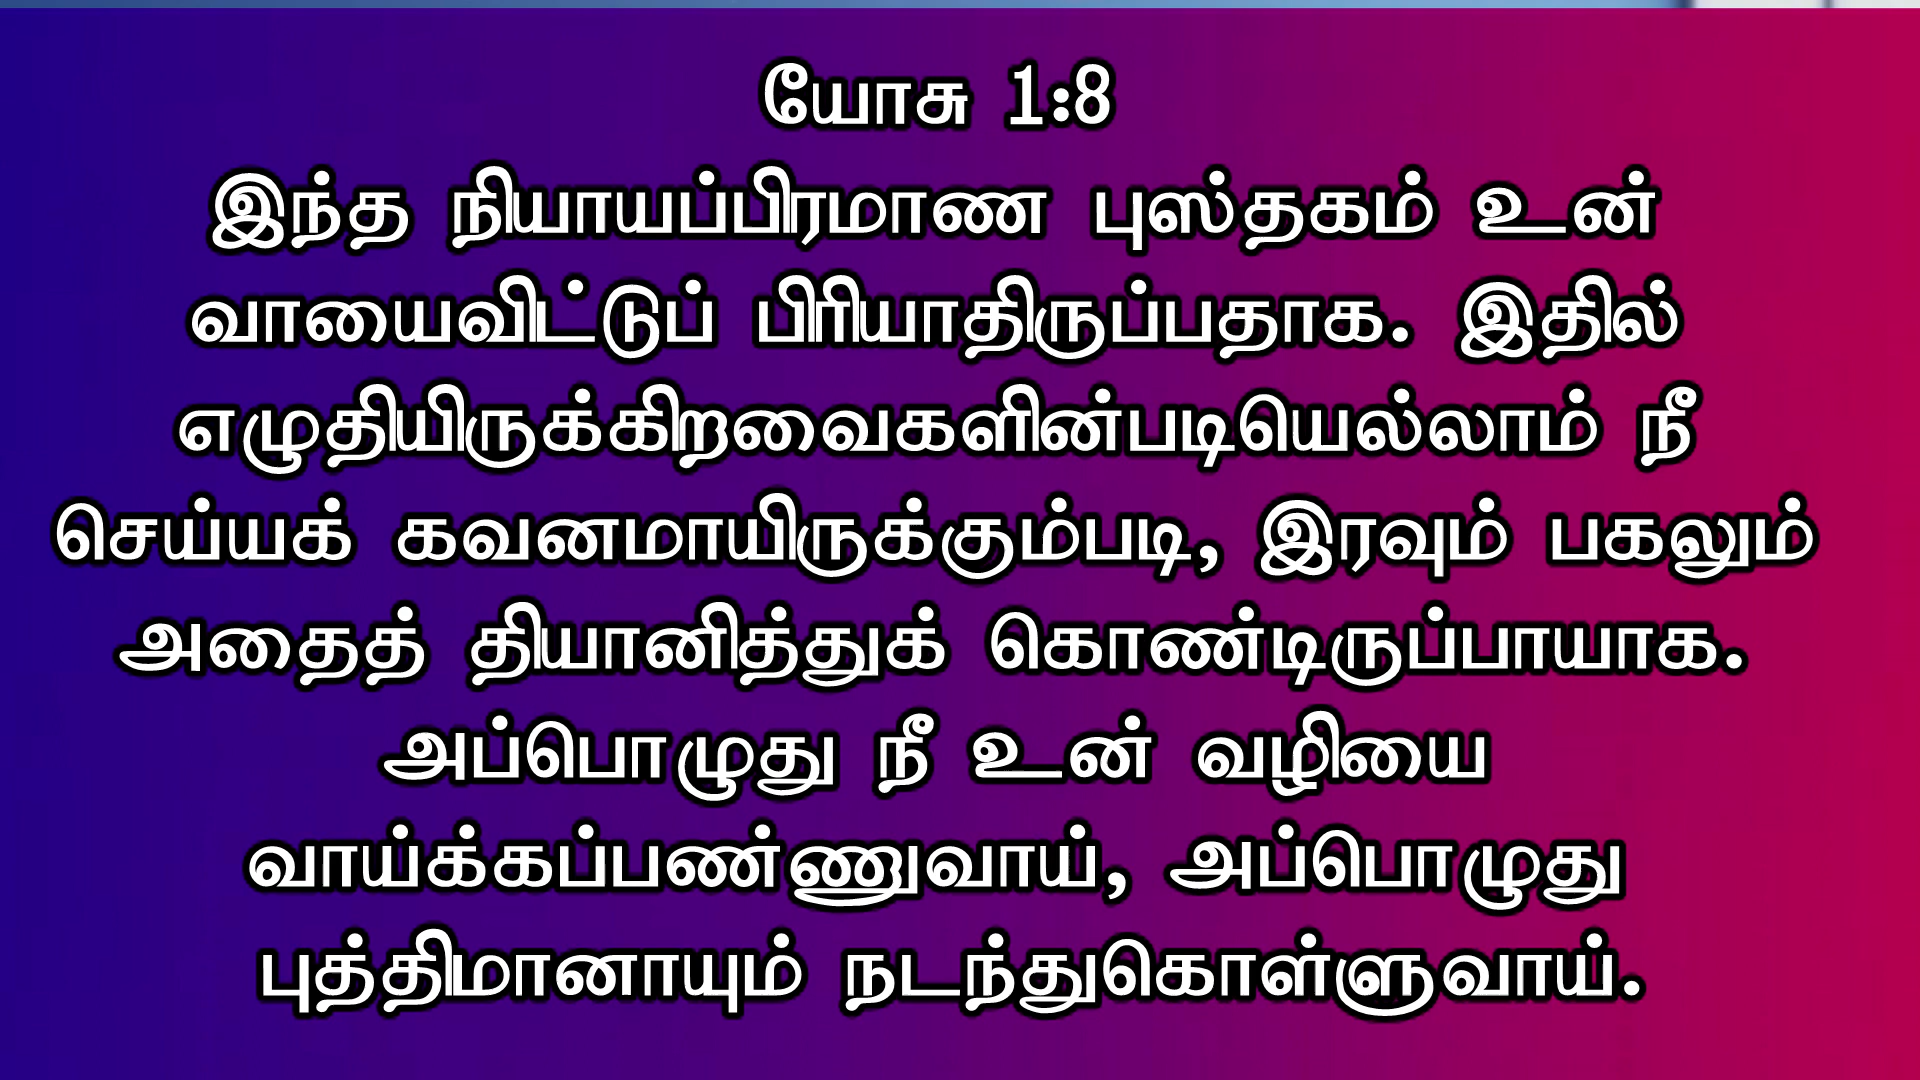 யோசு 1:8
இந்த நியாயப்பிரமாண புஸ்தகம் உன்
வாயைவிட்டுப் பிரியாதிருப்பதாக. இதில்
எழுதியிருக்கிறவைகளின்படியெல்லாம் நீ
செய்யக் கவனமாயிருக்கும்படி, இரவும் பகலும்
அதைத் தியானித்துக் கொண்டிருப்பாயாக.
அப்பொழுது நீ உன் வழியை
வாய்க்கப்பண்ணுவாய், அப்பொழுது
புத்திமானாயும் நடந்துகொள்ளுவாய்.